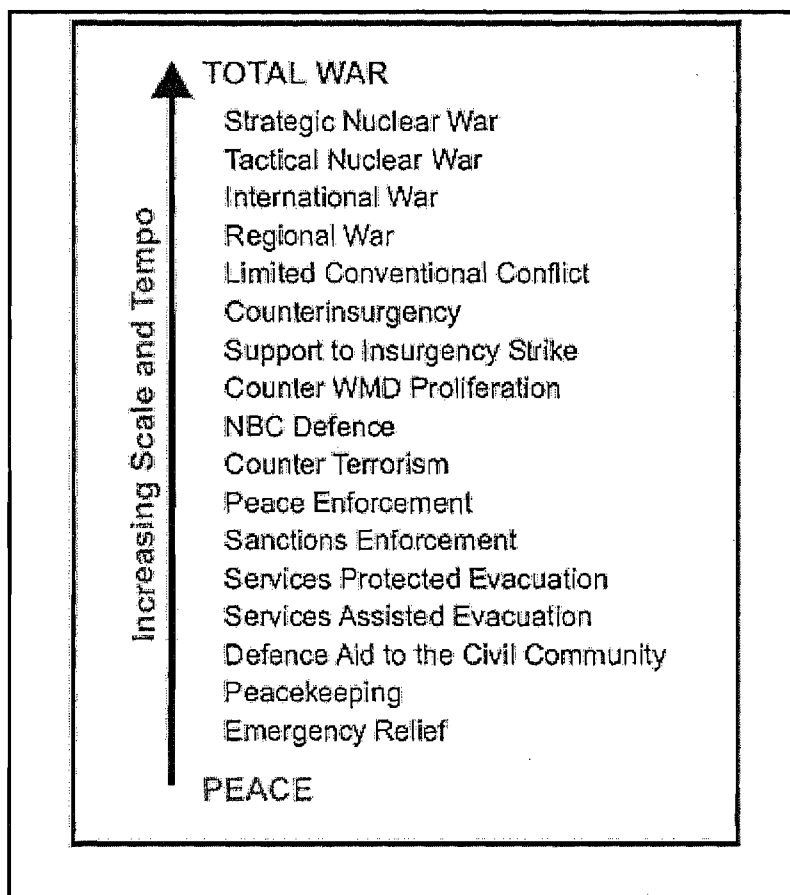 TOTAL WAR
Strategic Nuclear War
Tactical Nuclear War
International War
Regional War
Limited Conventional Conflict
Counterinsurgency
Support to Insurgency Strike
Counter WMD Proliferation
NBC Defence
Counter Terrorism
Peace Enforcement
Sanctions Enforcement
Services Protected Evacuation
Services Assisted Evacuation
Defence Aid to the Civil Community
Peacekeeping
Emergency Relief
PEACE
Increasing Scale and Tempo